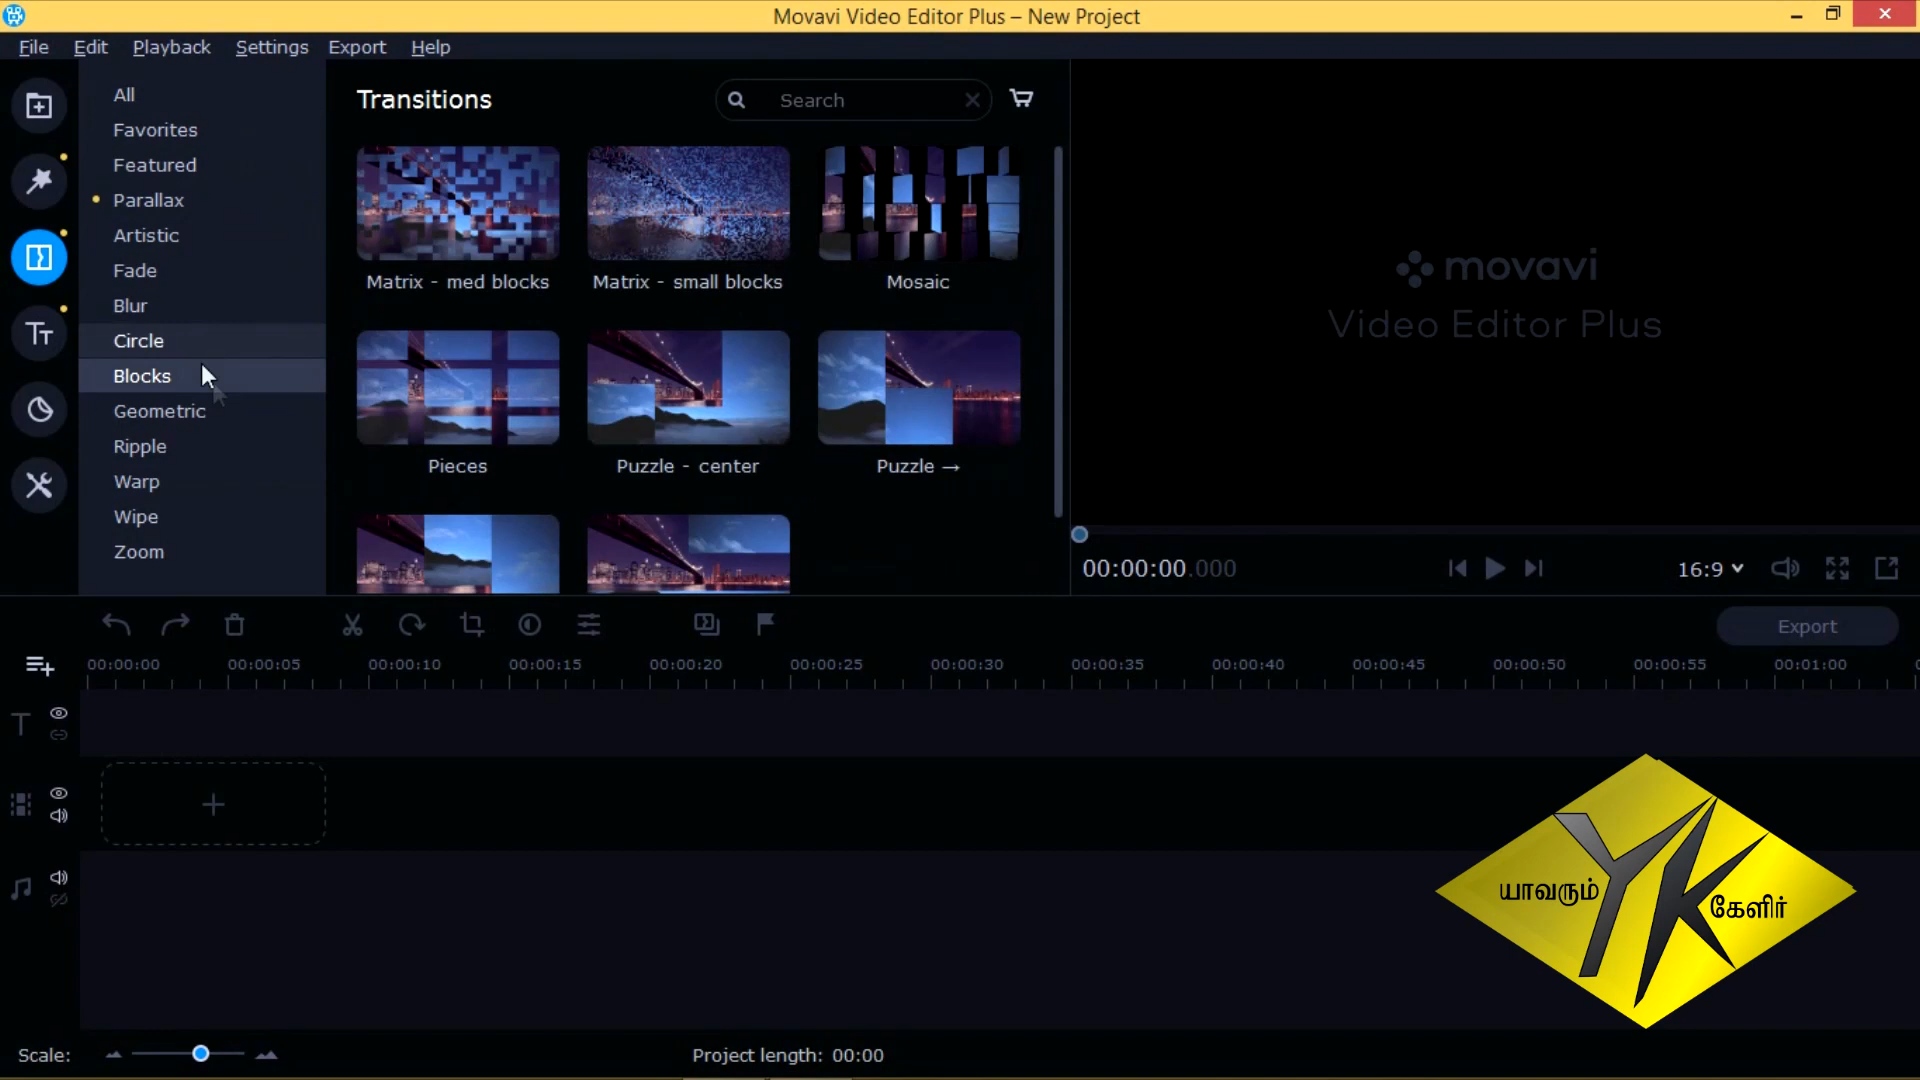 Movavi Video Editor Plus – New Project
File Edit Playback Settings Export Help
All
Favorites
Featured
Parallax
Artistic
Fade
Blur
Circle
Blocks
Geometric
Ripple
Warp
Wipe
Zoom
Transitions
Search
Matrix - med blocks
Matrix - small blocks
Mosaic
Pieces
Puzzle - center
Puzzle →
movavi
Video Editor Plus
00:00:00.000
16:9
Export
00:00:00 00:00:05 00:00:10 00:00:15 00:00:20 00:00:25 00:00:30 00:00:35 00:00:40 00:00:45 00:00:50 00:00:55 00:01:00
யாவரும்
YK
கேளிர்
Scale:
Project length: 00:00